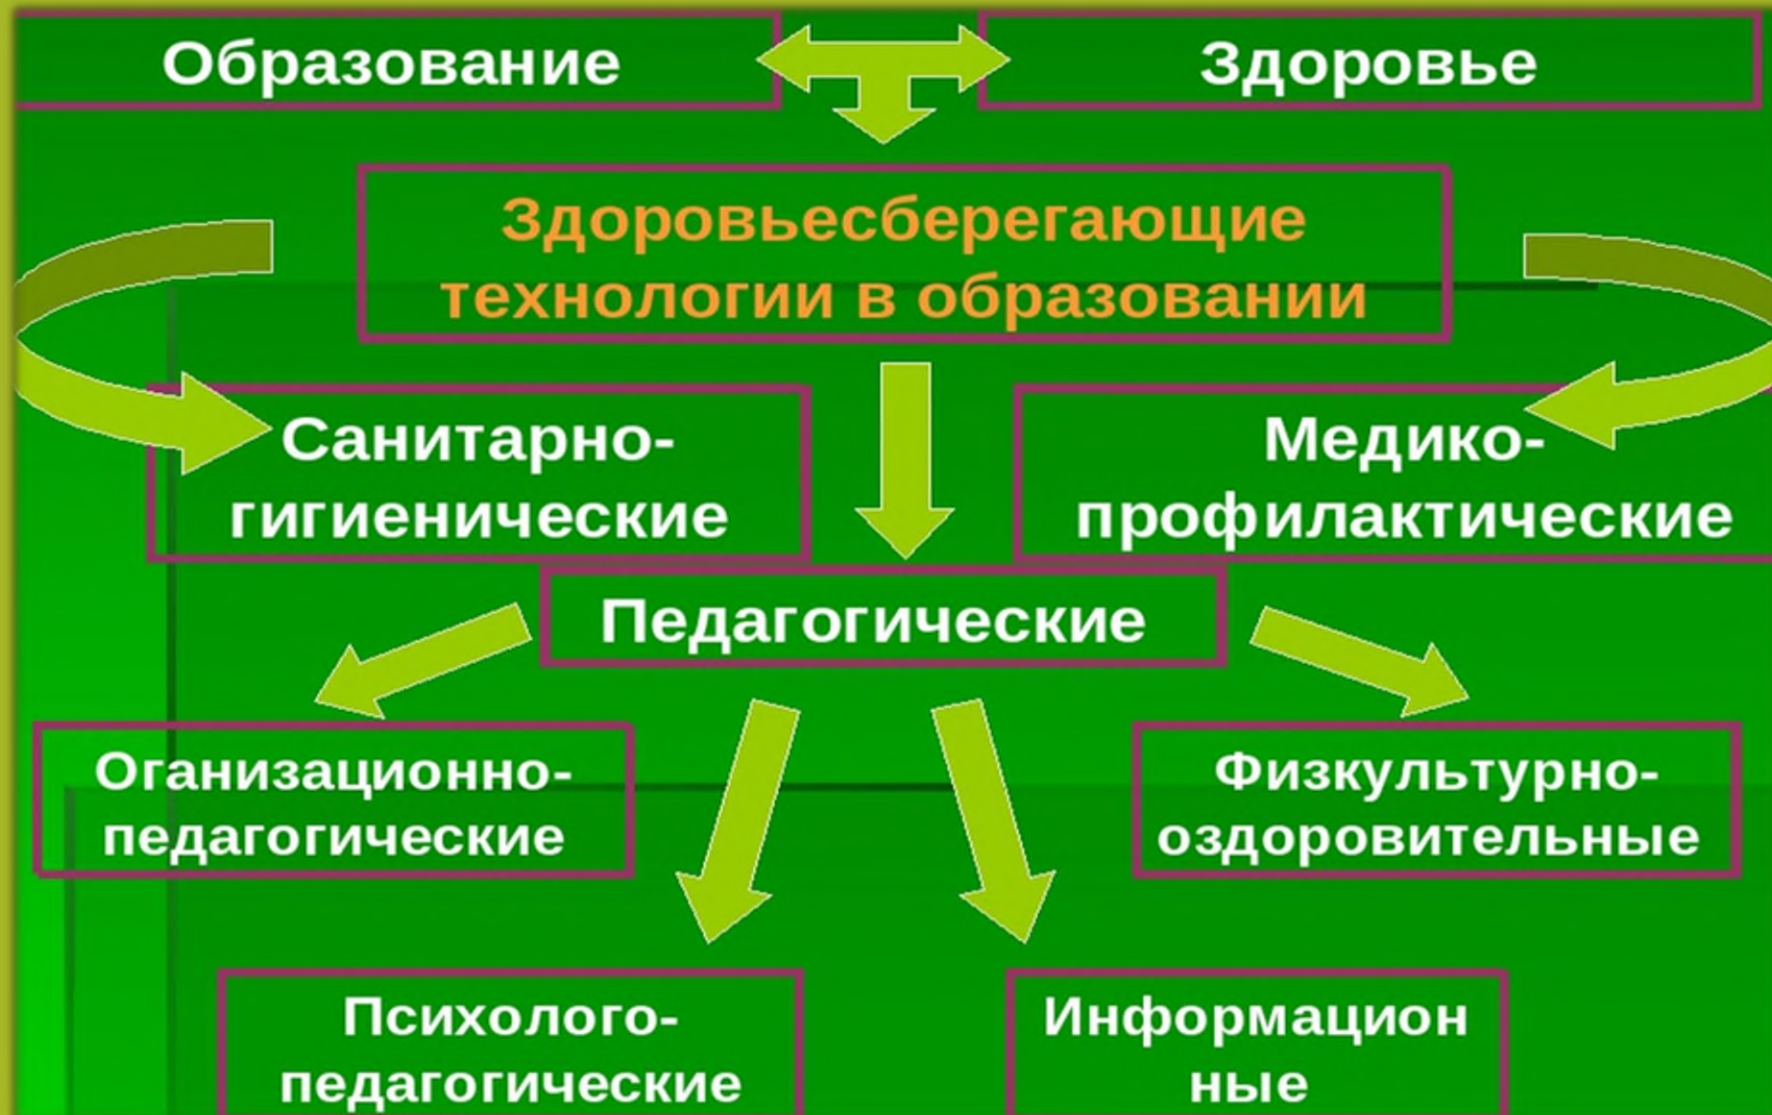 Образование
Здоровье
Здоровьесберегающие
технологии в образовании
Санитарно-
гигиенические
Медико-
профилактические
Педагогические
Оганизационно-
педагогические
Физкультурно-
оздоровительные
Психолого-
педагогические
Информацион
ные